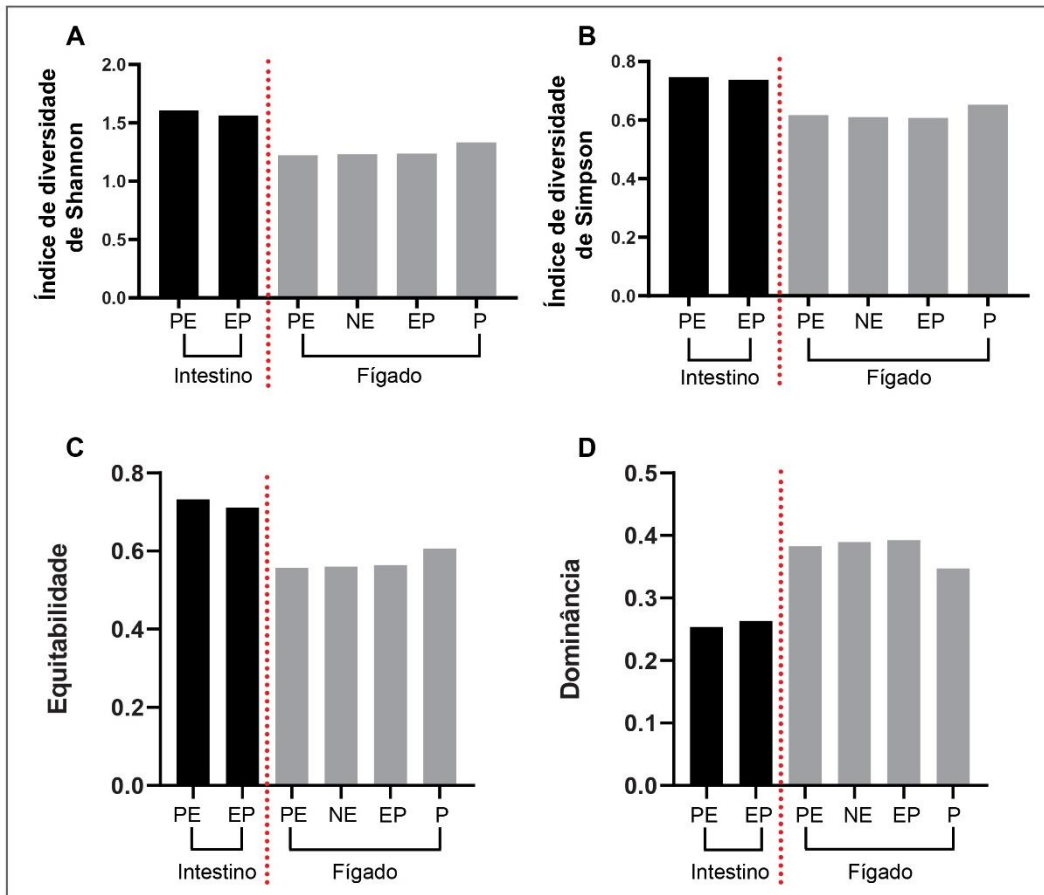 A
Índice de diversidade
de Shannon
2.0
1.5
1.0
0.5
0.0
PE EP PE NE EP P
Intestino Fígado
B
Índice de diversidade
de Simpson
0.8
0.6
0.4
0.2
0.0
PE EP PE NE EP P
Intestino Fígado
C
Equitabilidade
0.8
0.6
0.4
0.2
0.0
PE EP PE NE EP P
Intestino Fígado
D
Dominância
0.5
0.4
0.3
0.2
0.1
0.0
PE EP PE NE EP P
Intestino Fígado